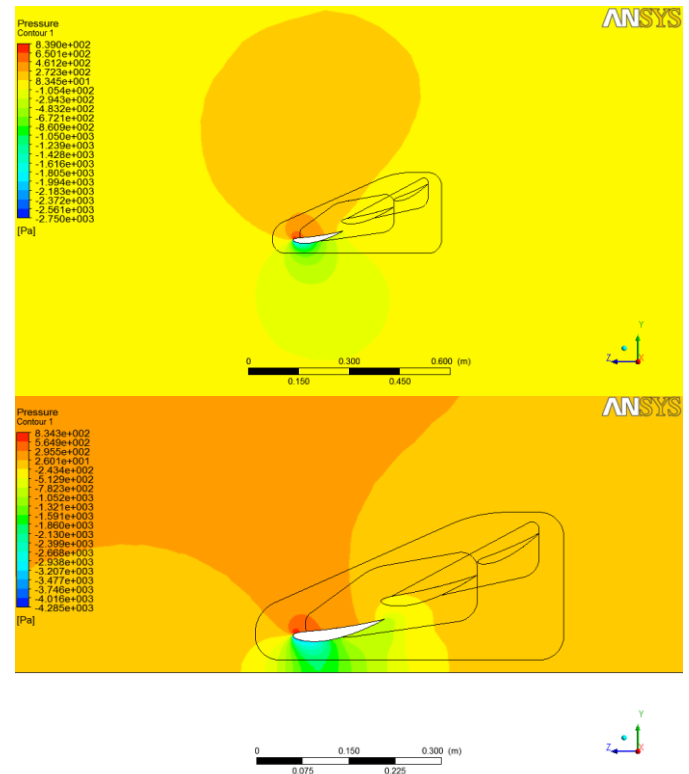 ANSYS
Pressure
Contour 1
8.390e+002
6.501e+002
4.612e+002
2.723e+002
8.345e+001
-1.054e+002
-2.943e+002
-4.832e+002
-6.721e+002
-8.609e+002
-1.050e+003
-1.239e+003
-1.428e+003
-1.616e+003
-1.805e+003
-1.994e+003
-2.183e+003
-2.372e+003
-2.561e+003
-2.750e+003
[Pa]
Y
Z
X
0 0.300 0.600 (m)
0.150 0.450
ANSYS
Pressure
Contour 1
8.343e+002
5.649e+002
2.955e+002
2.601e+001
-2.434e+002
-5.129e+002
-7.823e+002
-1.052e+003
-1.321e+003
-1.591e+003
-1.860e+003
-2.130e+003
-2.399e+003
-2.668e+003
-2.938e+003
-3.207e+003
-3.477e+003
-3.746e+003
-4.016e+003
-4.285e+003
[Pa]
Y
Z
X
0 0.150 0.300 (m)
0.075 0.225